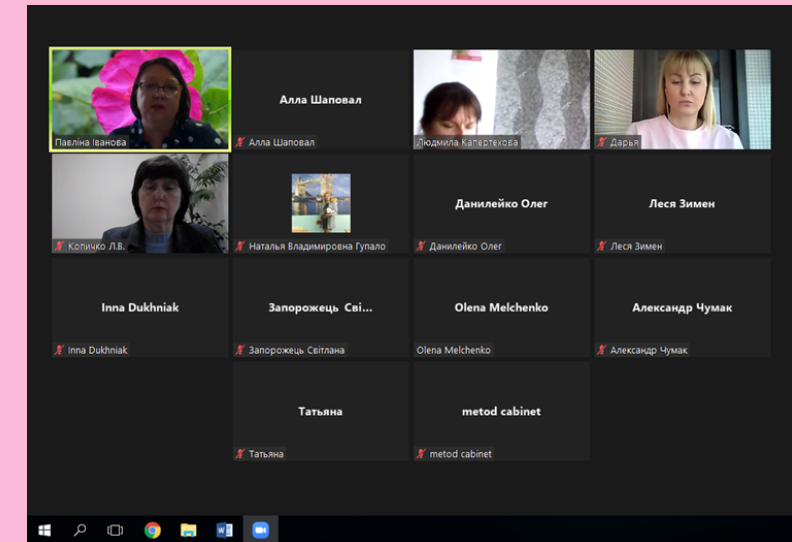 Алла Шаповал
Павліна Іванова
Алла Шаповал
Людмила Капертехова
Дарья
Данилейко Олег
Леся Зимен
Копичко Л.В.
Наталья Владимировна Гупало
Данилейко Олег
Леся Зимен
Inna Dukhniak
Запорожець Сві...
Olena Melchenko
Александр Чумак
Inna Dukhniak
Запорожець Світлана
Olena Melchenko
Александр Чумак
Татьяна
metod cabinet
Татьяна
metod cabinet